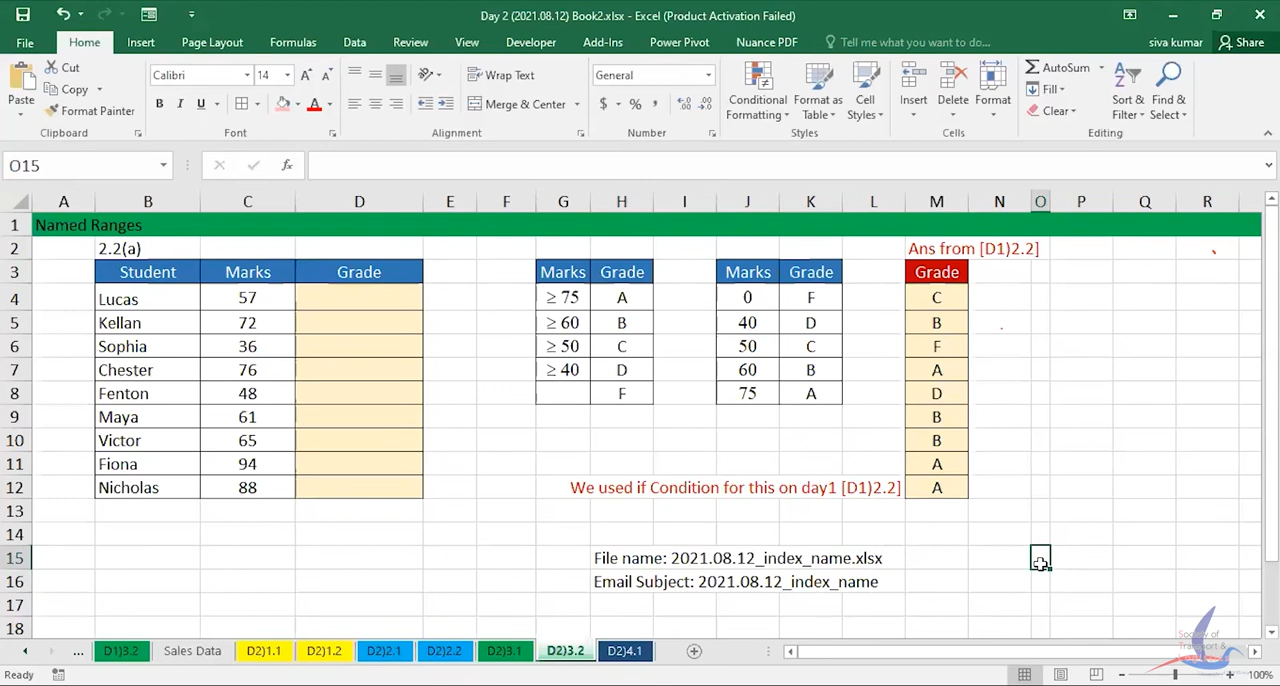 Day 2 (2021.08.12) Book2.xlsx - Excel (Product Activation Failed)
File Home Insert Page Layout Formulas Data Review View Developer Add-Ins Power Pivot Nuance PDF Tell me what you want to do... siva kumar Share
Cut Calibri 14 Wrap Text General AutoSum
Copy Fill
Paste Format Painter B I U Merge & Center $ % Conditional Formatting Format as Table Cell Styles Insert Delete Format Clear Sort & Filter Find & Select
Clipboard Font Alignment Number Styles Cells Editing
O15 fx
A B C D E F G H I J K L M N O P Q R
1 Named Ranges
2 2.2(a) Ans from [D1)2.2]
3 Student Marks Grade Marks Grade Marks Grade Grade
4 Lucas 57 ≥ 75 A 0 F C
5 Kellan 72 ≥ 60 B 40 D B
6 Sophia 36 ≥ 50 C 50 C F
7 Chester 76 ≥ 40 D 60 B A
8 Fenton 48 F 75 A D
9 Maya 61 B
10 Victor 65 B
11 Fiona 94 A
12 Nicholas 88 We used if Condition for this on day1 [D1)2.2] A
13
14
15 File name: 2021.08.12_index_name.xlsx
16 Email Subject: 2021.08.12_index_name
17
18
... D1)3.2 Sales Data D2)1.1 D2)1.2 D2)2.1 D2)2.2 D2)3.1 D2)3.2 D2)4.1
Society of
Transport &
Ready 100%